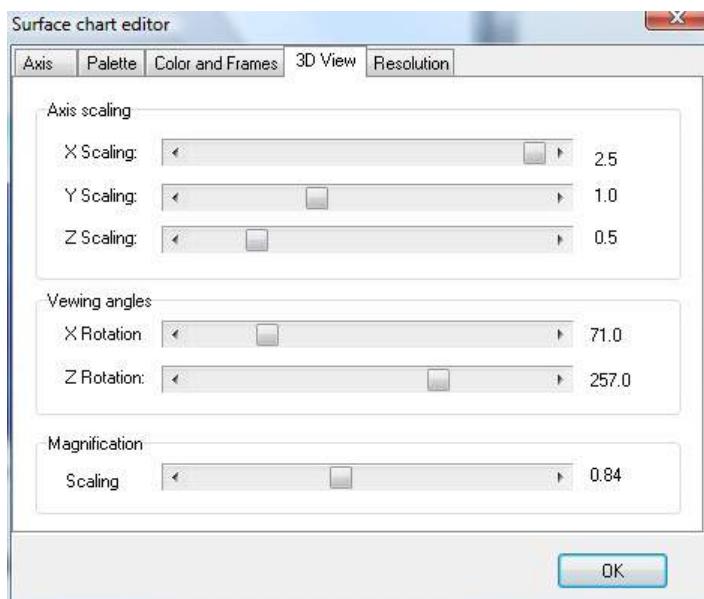 Surface chart editor
Axis Palette Color and Frames 3D View Resolution
Axis scaling
X Scaling: 2.5
Y Scaling: 1.0
Z Scaling: 0.5
Vewing angles
X Rotation 71.0
Z Rotation: 257.0
Magnification
Scaling 0.84
OK